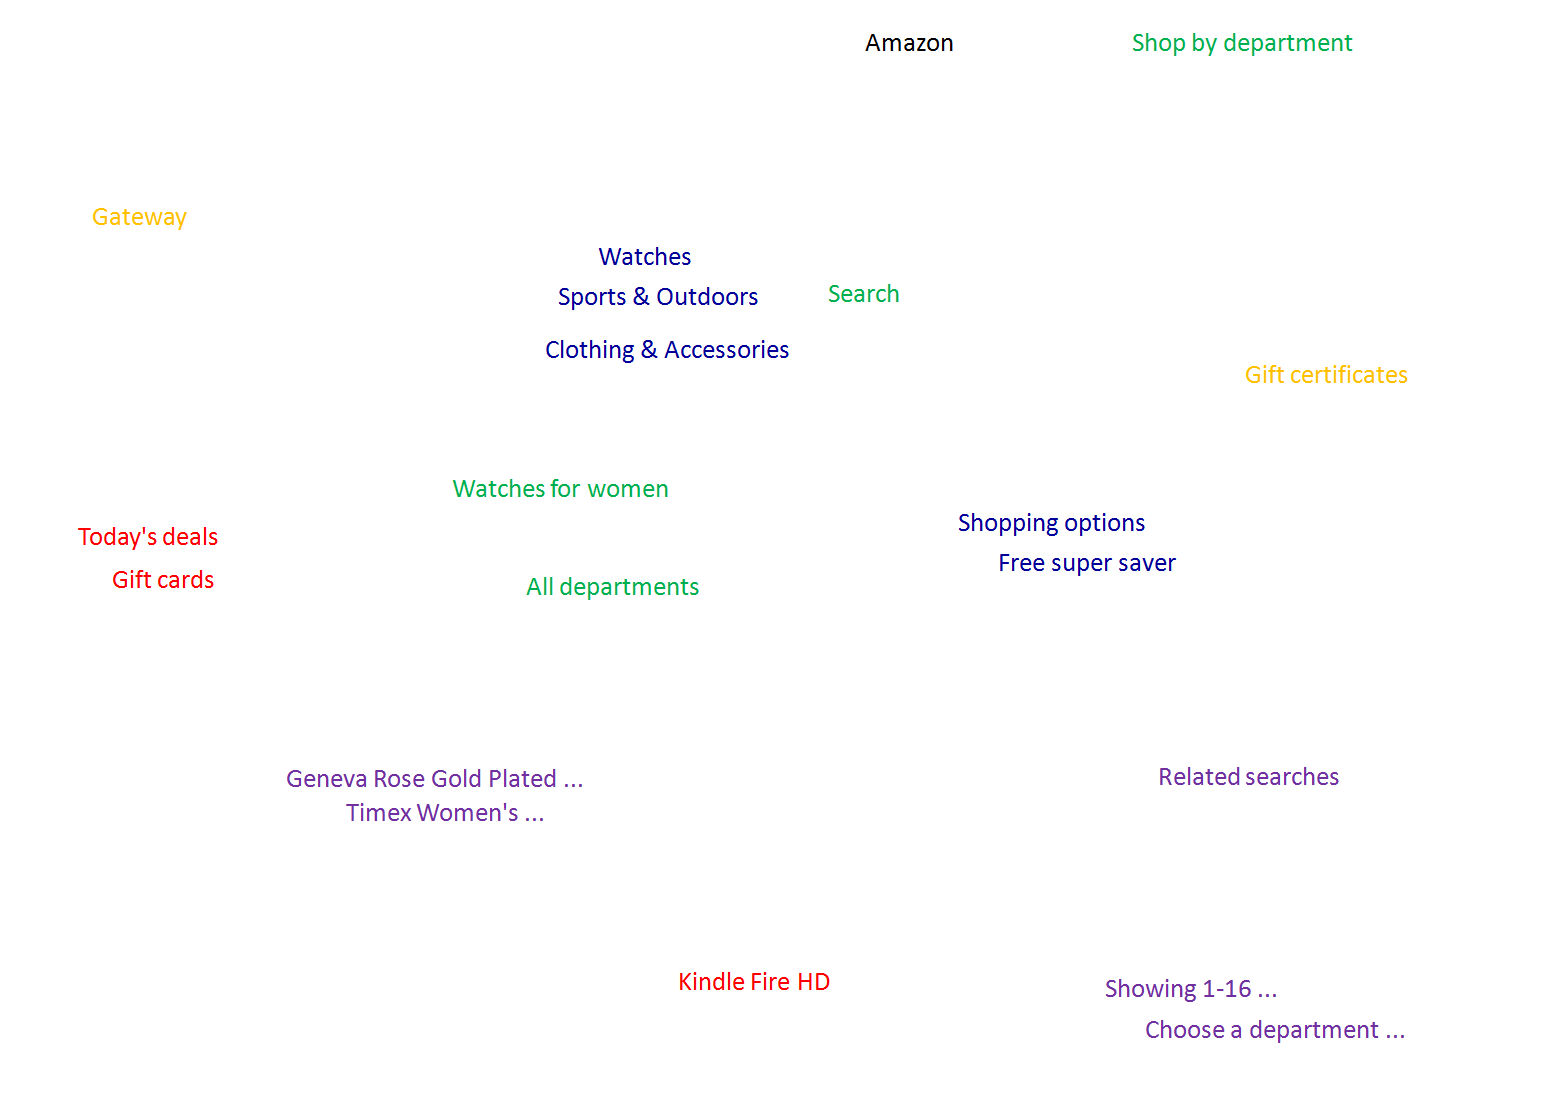 Amazon
Shop by department
Gateway
Watches
Sports & Outdoors
Search
Clothing & Accessories
Gift certificates
Watches for women
Shopping options
Today's deals
Free super saver
Gift cards
All departments
Geneva Rose Gold Plated ...
Related searches
Timex Women's ...
Kindle Fire HD
Showing 1-16 ...
Choose a department ...